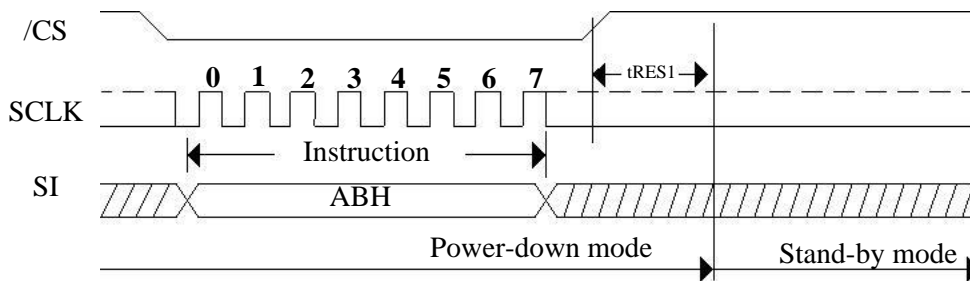 /CS
tRES1
0 1 2 3 4 5 6 7
SCLK
Instruction
SI
ABH
Power-down mode
Stand-by mode